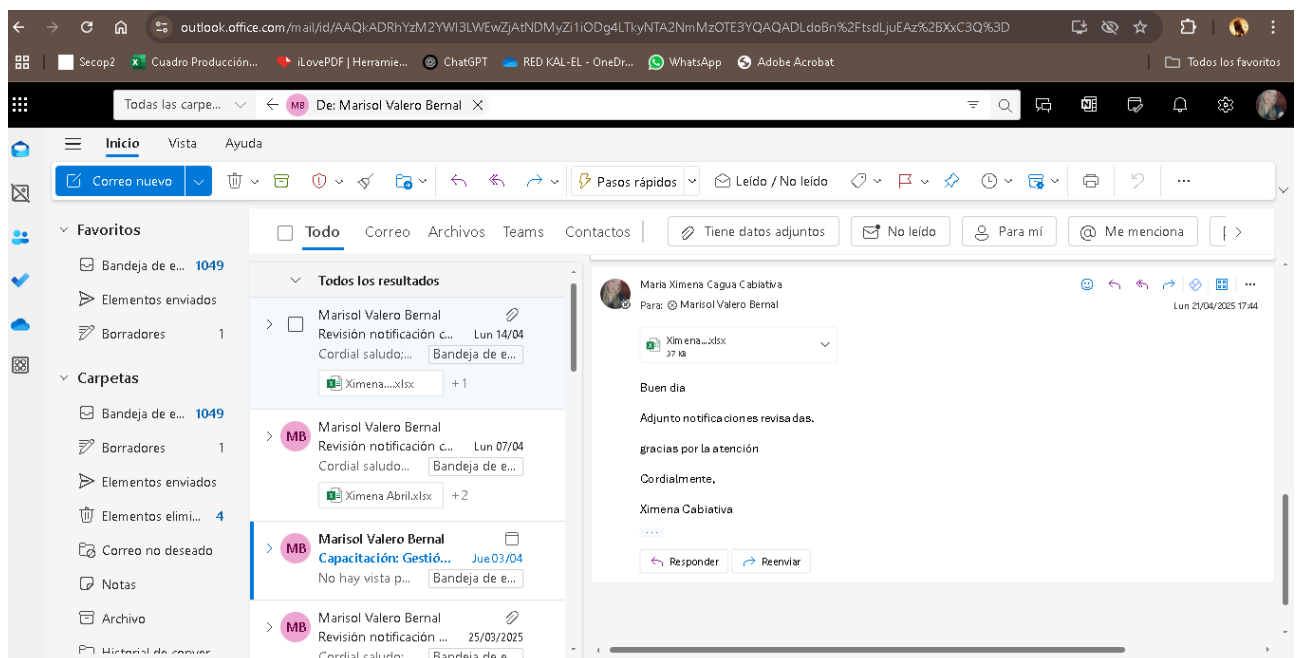 outlook.office.com/mail/id/AAQkADRhYzM2YWI3LWEwZjAtNDMyZi1iODg4LTkyNTA2NmMzOTE3YQAQADLdoBn%2FtsdLjuEAz%2BXxC3Q%3D
Secop2 Cuadro Producción... iLovePDF | Herramie... ChatGPT RED KAL-EL - OneDr... WhatsApp Adobe Acrobat Todos los favoritos
Todas las carpe... MB De: Marisol Valero Bernal
Inicio Vista Ayuda
Correo nuevo Pasos rápidos Leído / No leído ...
Favoritos
Bandeja de e... 1049
Elementos enviados
Borradores 1
Carpetas
Bandeja de e... 1049
Borradores 1
Elementos enviados
Elementos elimi... 4
Correo no deseado
Notas
Archivo
Historial de conver...
Todo Correo Archivos Teams Contactos Tiene datos adjuntos No leído Para mí Me menciona
Todos los resultados
Marisol Valero Bernal
Revisión notificación c... Lun 14/04
Cordial saludo;... Bandeja de e...
Ximena....xlsx +1
MB Marisol Valero Bernal
Revisión notificación c... Lun 07/04
Cordial saludo... Bandeja de e...
Ximena Abril.xlsx +2
MB Marisol Valero Bernal
Capacitación: Gestió... Jue 03/04
No hay vista p... Bandeja de e...
MB Marisol Valero Bernal
Revisión notificación ... 25/03/2025
Cordial saludo; Bandeja de e...
Maria Ximena Cagua Cabiativa
Para: Marisol Valero Bernal
Lun 21/04/2025 17:44
Ximena...xlsx
37 KB
Buen dia
Adjunto notificaciones revisadas.
gracias por la atención
Cordialmente,
Ximena Cabiativa
...
Responder Reenviar